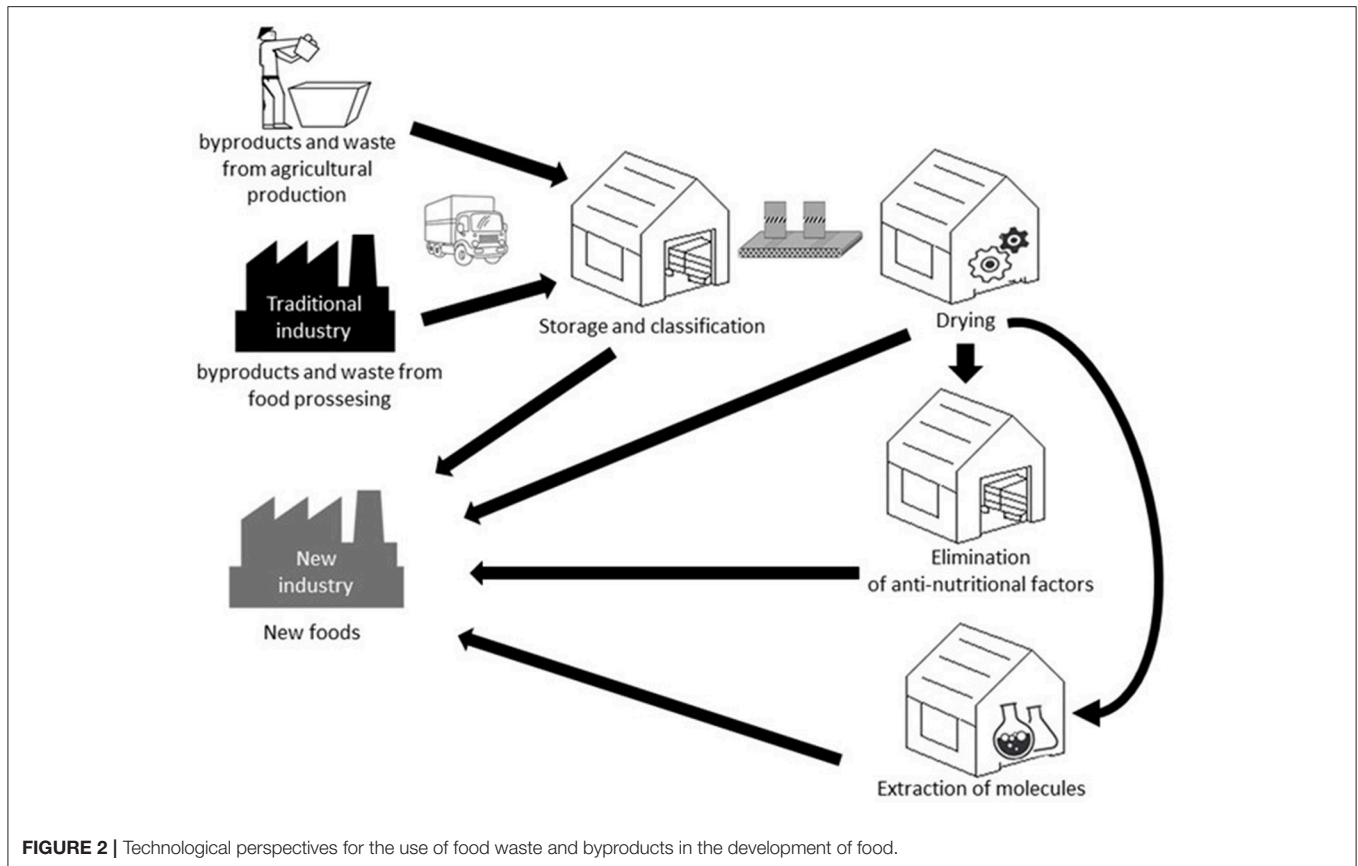 byproducts and waste
from agricultural
production
Traditional
industry
byproducts and waste from
food prossesing
Storage and classification
Drying
Elimination
of anti-nutritional factors
New
industry
New foods
Extraction of molecules
FIGURE 2 | Technological perspectives for the use of food waste and byproducts in the development of food.